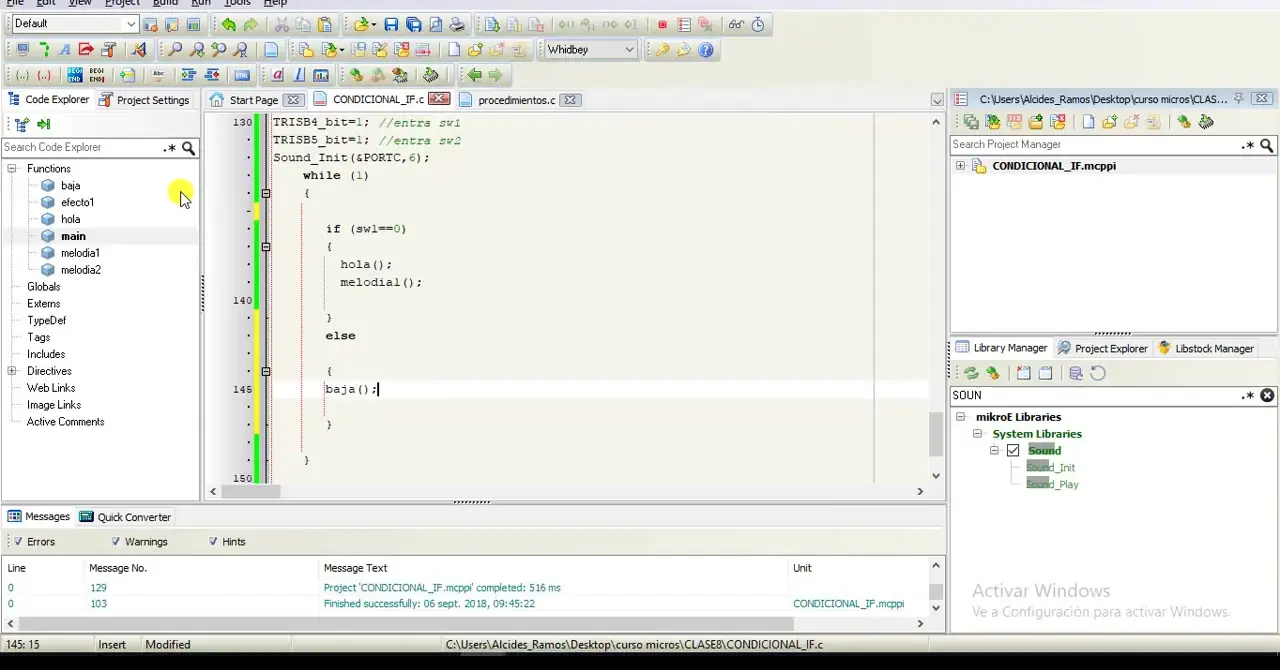 File Edit View Project Build Run Tools Help
Default
Whidbey
Code Explorer Project Settings
Start Page CONDICIONAL_IF.c procedimientos.c
C:\Users\Alcides_Ramos\Desktop\curso micros\CLAS...
Search Code Explorer
Search Project Manager
Functions
baja
efecto1
hola
main
melodia1
melodia2
Globals
Externs
TypeDef
Tags
Includes
Directives
Web Links
Image Links
Active Comments
130 TRISB4_bit=1; //entra sw1
TRISB5_bit=1; //entra sw2
Sound_Init(&PORTC,6);
while (1)
{
if (sw1==0)
{
hola();
melodia1();
140
}
else
{
145 baja();
}
}
150
CONDICIONAL_IF.mcppi
Library Manager Project Explorer Libstock Manager
SOUN
mikroE Libraries
System Libraries
Sound
Sound_Init
Sound_Play
Messages Quick Converter
Errors Warnings Hints
Line Message No. Message Text Unit
0 129 Project 'CONDICIONAL_IF.mcppi' completed: 516 ms
0 103 Finished successfully: 06 sept. 2018, 09:45:22 CONDICIONAL_IF.mcppi
Activar Windows
Ve a Configuración para activar Windows.
145: 15 Insert Modified C:\Users\Alcides_Ramos\Desktop\curso micros\CLASE8\CONDICIONAL_IF.c